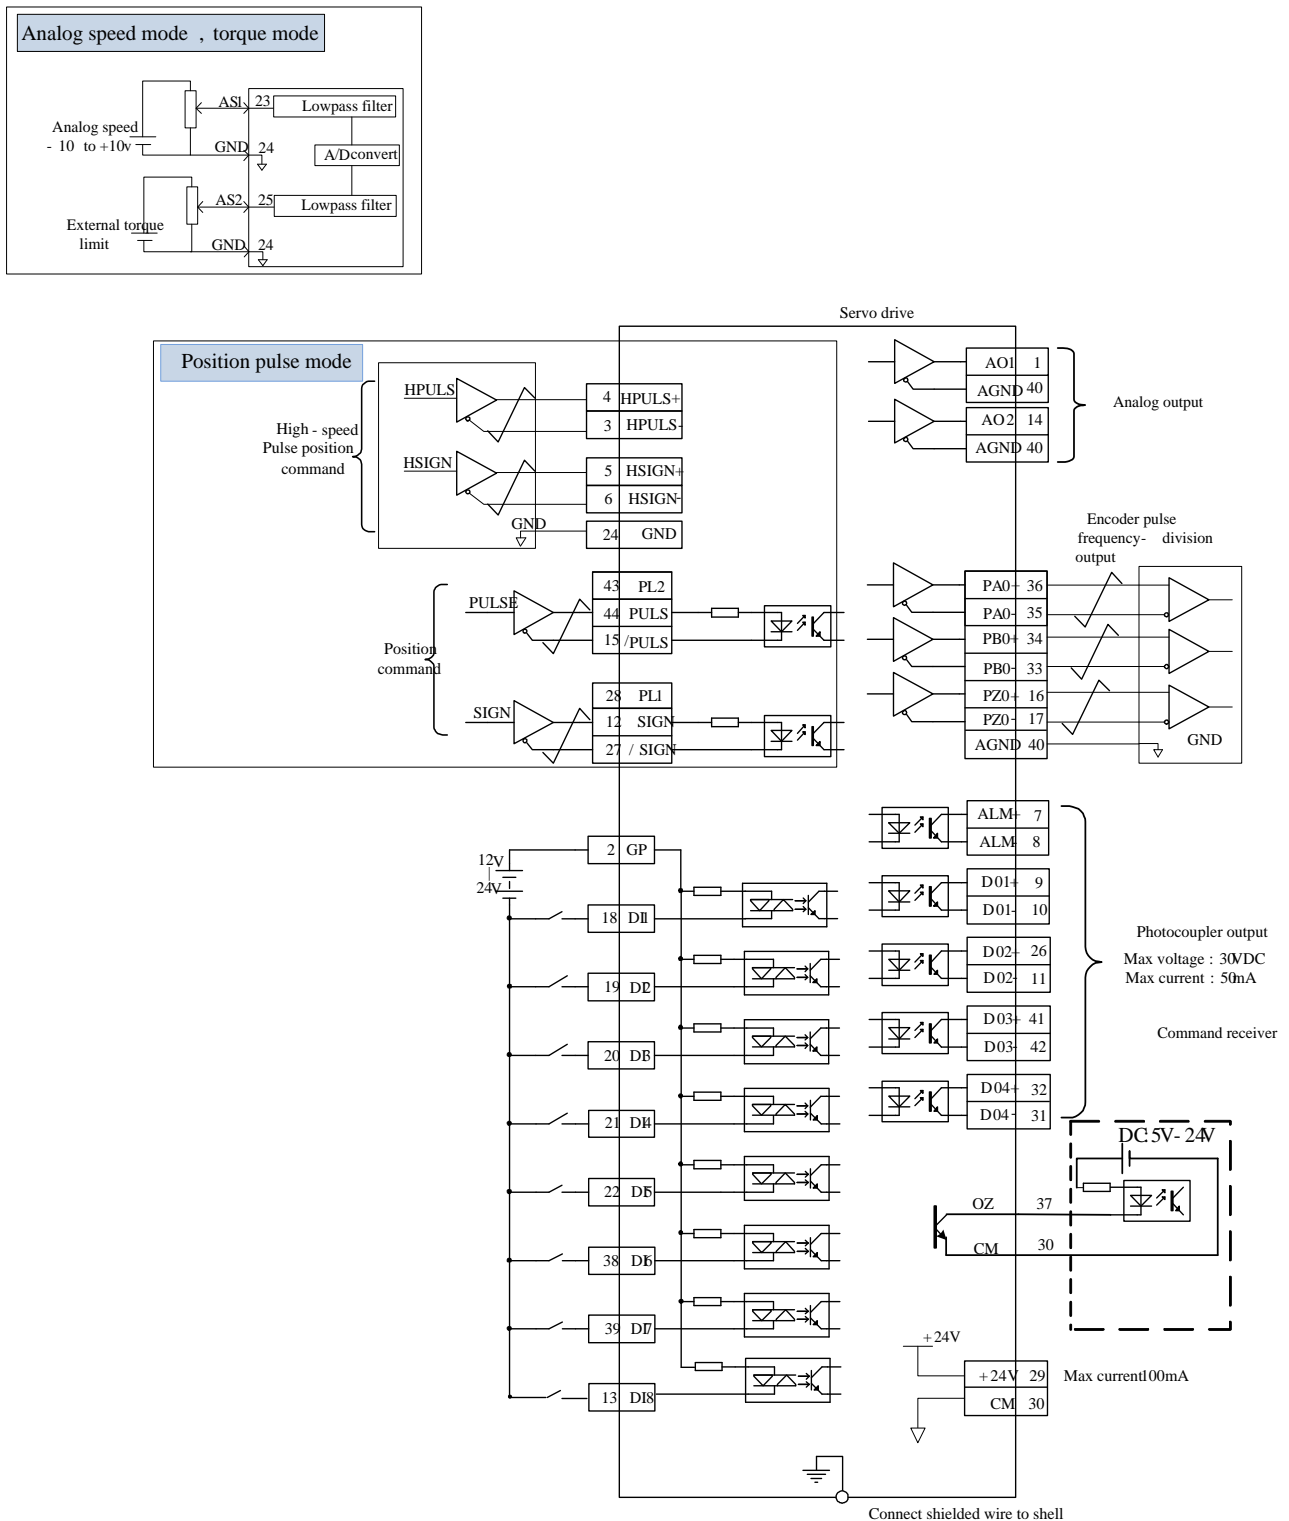 Analog speed mode , torque mode
AS1 23 Lowpass filter
Analog speed
- 10 to +10v
GND 24
A/Dconvert
AS2 25 Lowpass filter
External torque
limit
GND 24
Servo drive
Position pulse mode
High - speed
Pulse position
command
HPULS
4 HPULS+
3 HPULS-
HSIGN
5 HSIGN+
6 HSIGN-
GND
24 GND
Position
command
PULSE
43 PL2
44 PULS
15 /PULS
SIGN
28 PL1
12 SIGN
27 / SIGN
AO1 1
AGND 40
AO2 14
AGND 40
Analog output
Encoder pulse
frequency- division
output
PA0+ 36
PA0- 35
PB0+ 34
PB0- 33
PZ0+ 16
PZ0- 17
AGND 40
GND
12V
24V
2 GP
18 DI1
19 DI2
20 DI3
21 DI4
22 DI5
38 DI6
39 DI7
13 DI8
ALM+ 7
ALM- 8
D01+ 9
D01- 10
D02+ 26
D02- 11
D03+ 41
D03- 42
D04+ 32
D04- 31
Photocoupler output
Max voltage : 30VDC
Max current : 50mA
Command receiver
DC:5V- 24V
OZ 37
CM 30
+24V
+24V 29
CM 30
Max current100mA
Connect shielded wire to shell